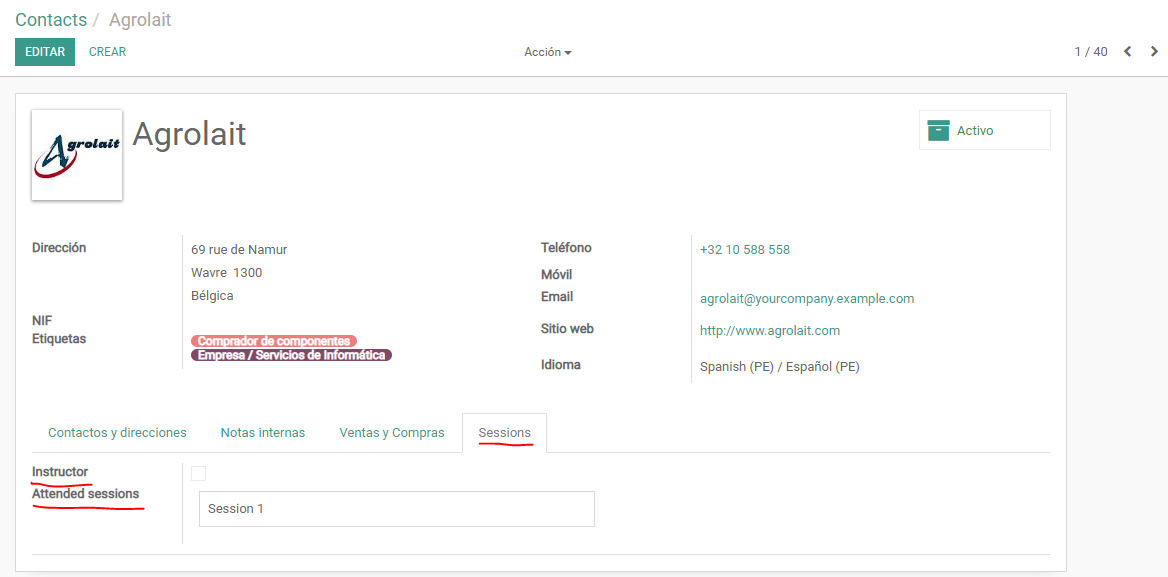 Contacts / Agrolait
EDITAR CREAR Acción 1 / 40
Agrolait
Agrolait
Activo
Dirección 69 rue de Namur
Wavre 1300
Bélgica
NIF
Etiquetas Comprador de componentes
Empresa / Servicios de Informática
Teléfono +32 10 588 558
Móvil
Email agrolait@yourcompany.example.com
Sitio web http://www.agrolait.com
Idioma Spanish (PE) / Español (PE)
Contactos y direcciones Notas internas Ventas y Compras Sessions
Instructor
Attended sessions
Session 1